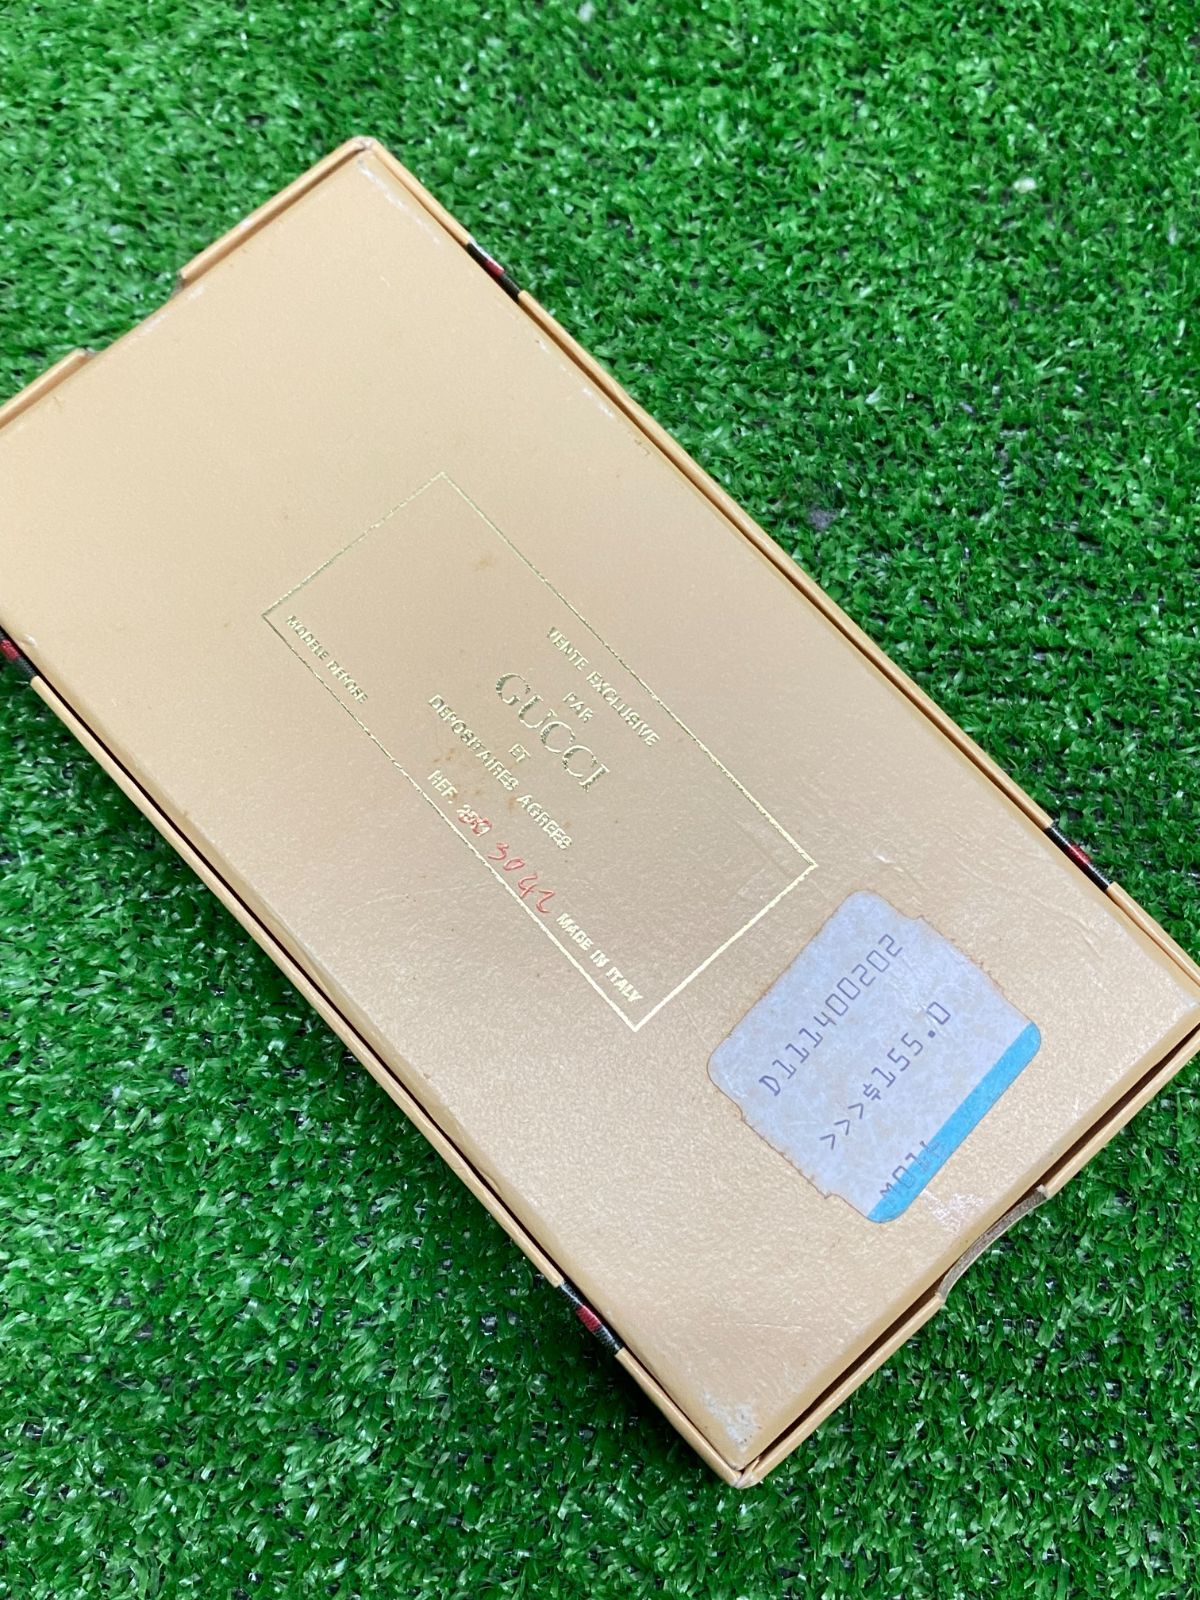 VENTE EXCLUSIVE
PAR
GUCCI
ET
DEPOSITAIRES AGREES
MODELE DEPOSE
REF. 3042 MADE IN ITALY
D111400202
>>>$155.0